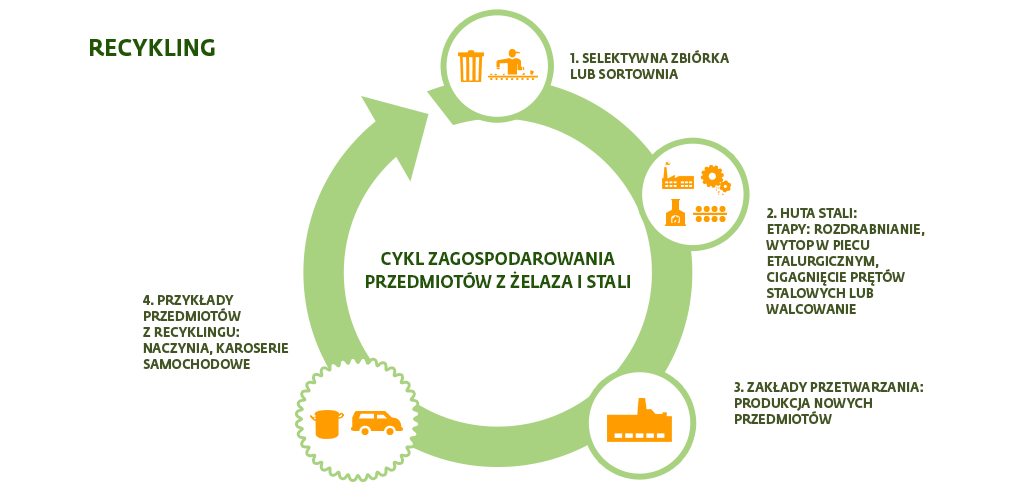 RECYKLING
1. SELEKTYWNA ZBIÓRKA
LUB SORTOWNIA
2. HUTA STALI:
ETAPY: ROZDRABNIANIE,
WYTOP W PIECU
ETALURGICZNYM,
CIGAGNIĘCIE PRĘTÓW
STALOWYCH LUB
WALCOWANIE
CYKL ZAGOSPODAROWANIA
PRZEDMIOTÓW Z ŻELAZA I STALI
3. ZAKŁADY PRZETWARZANIA:
PRODUKCJA NOWYCH
PRZEDMIOTÓW
4. PRZYKŁADY
PRZEDMIOTÓW
Z RECYKLINGU:
NACZYNIA, KAROSERIE
SAMOCHODOWE